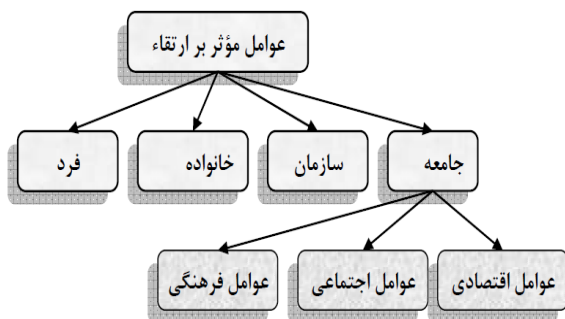 عوامل مؤثر بر ارتقاء
جامعه
سازمان
خانواده
فرد
عوامل اقتصادی
عوامل اجتماعی
عوامل فرهنگی